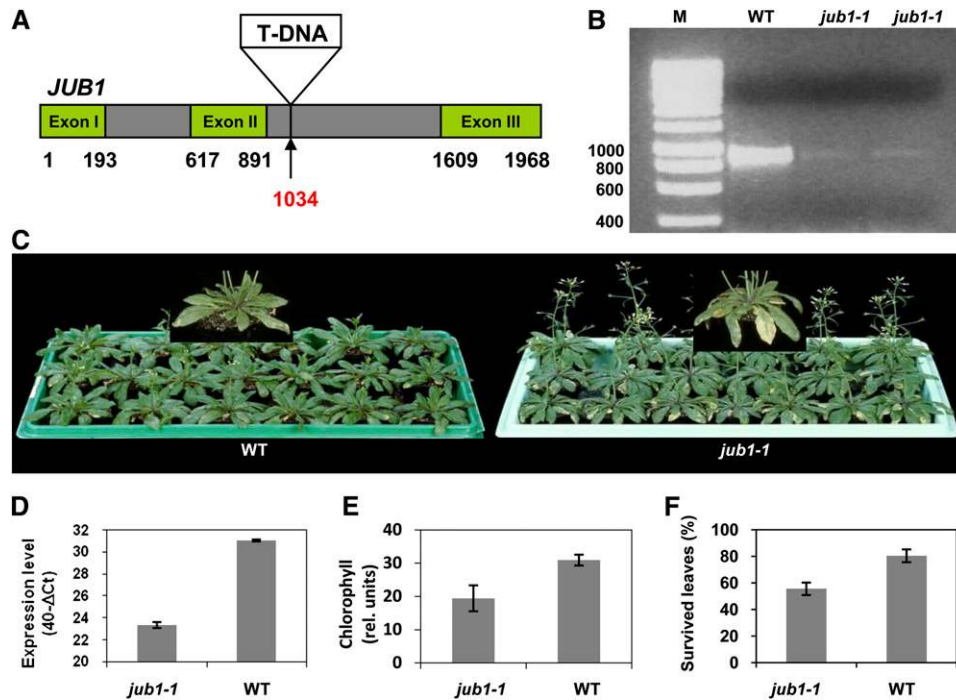 A
T-DNA
JUB1
Exon I
Exon II
Exon III
1 193 617 891 1609 1968
1034
B
M WT jub1-1 jub1-1
1000
800
600
400
C
WT
jub1-1
D
Expression level
(40-ΔCt)
32
30
28
26
24
22
20
jub1-1 WT
E
Chlorophyll
(rel. units)
40
30
20
10
0
jub1-1 WT
F
Survived leaves (%)
100
80
60
40
20
0
jub1-1 WT